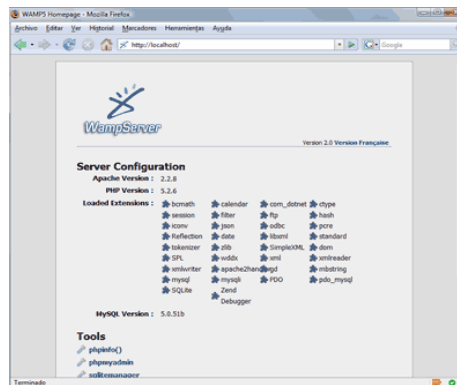 WAMP5 Homepage - Mozilla Firefox
Archivo Editar Ver Historial Marcadores Herramientas Ayuda
http://localhost/
Google
WampServer
Version 2.0 Version Française
Server Configuration
Apache Version : 2.2.8
PHP Version : 5.2.6
Loaded Extensions : bcmath calendar com_dotnet ctype
session filter ftp hash
iconv json odbc pcre
Reflection date libxml standard
tokenizer zlib SimpleXML dom
SPL wddx xml xmlreader
xmlwriter apache2handler gd mbstring
mysql mysqli PDO pdo_mysql
SQLite Zend Debugger
MySQL Version : 5.0.51b
Tools
phpinfo()
phpmyadmin
sqlitemanager
Terminado